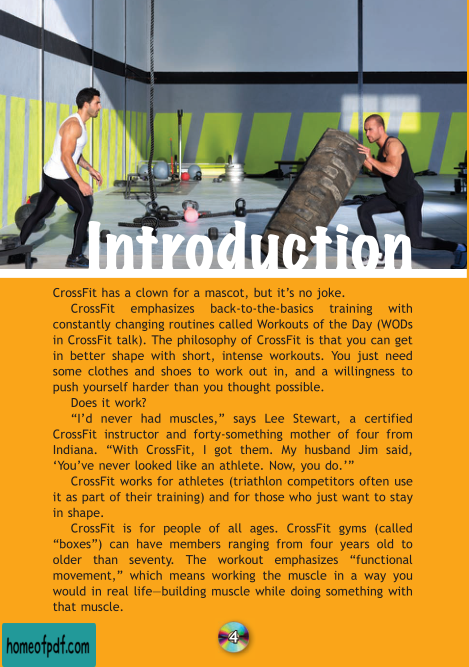 Introduction
CrossFit has a clown for a mascot, but it’s no joke.
CrossFit emphasizes back-to-the-basics training with
constantly changing routines called Workouts of the Day (WODs
in CrossFit talk). The philosophy of CrossFit is that you can get
in better shape with short, intense workouts. You just need
some clothes and shoes to work out in, and a willingness to
push yourself harder than you thought possible.
Does it work?
“I’d never had muscles,” says Lee Stewart, a certified
CrossFit instructor and forty-something mother of four from
Indiana. “With CrossFit, I got them. My husband Jim said,
‘You’ve never looked like an athlete. Now, you do.’”
CrossFit works for athletes (triathlon competitors often use
it as part of their training) and for those who just want to stay
in shape.
CrossFit is for people of all ages. CrossFit gyms (called
“boxes”) can have members ranging from four years old to
older than seventy. The workout emphasizes “functional
movement,” which means working the muscle in a way you
would in real life—building muscle while doing something with
that muscle.
4
homeofpdf.com